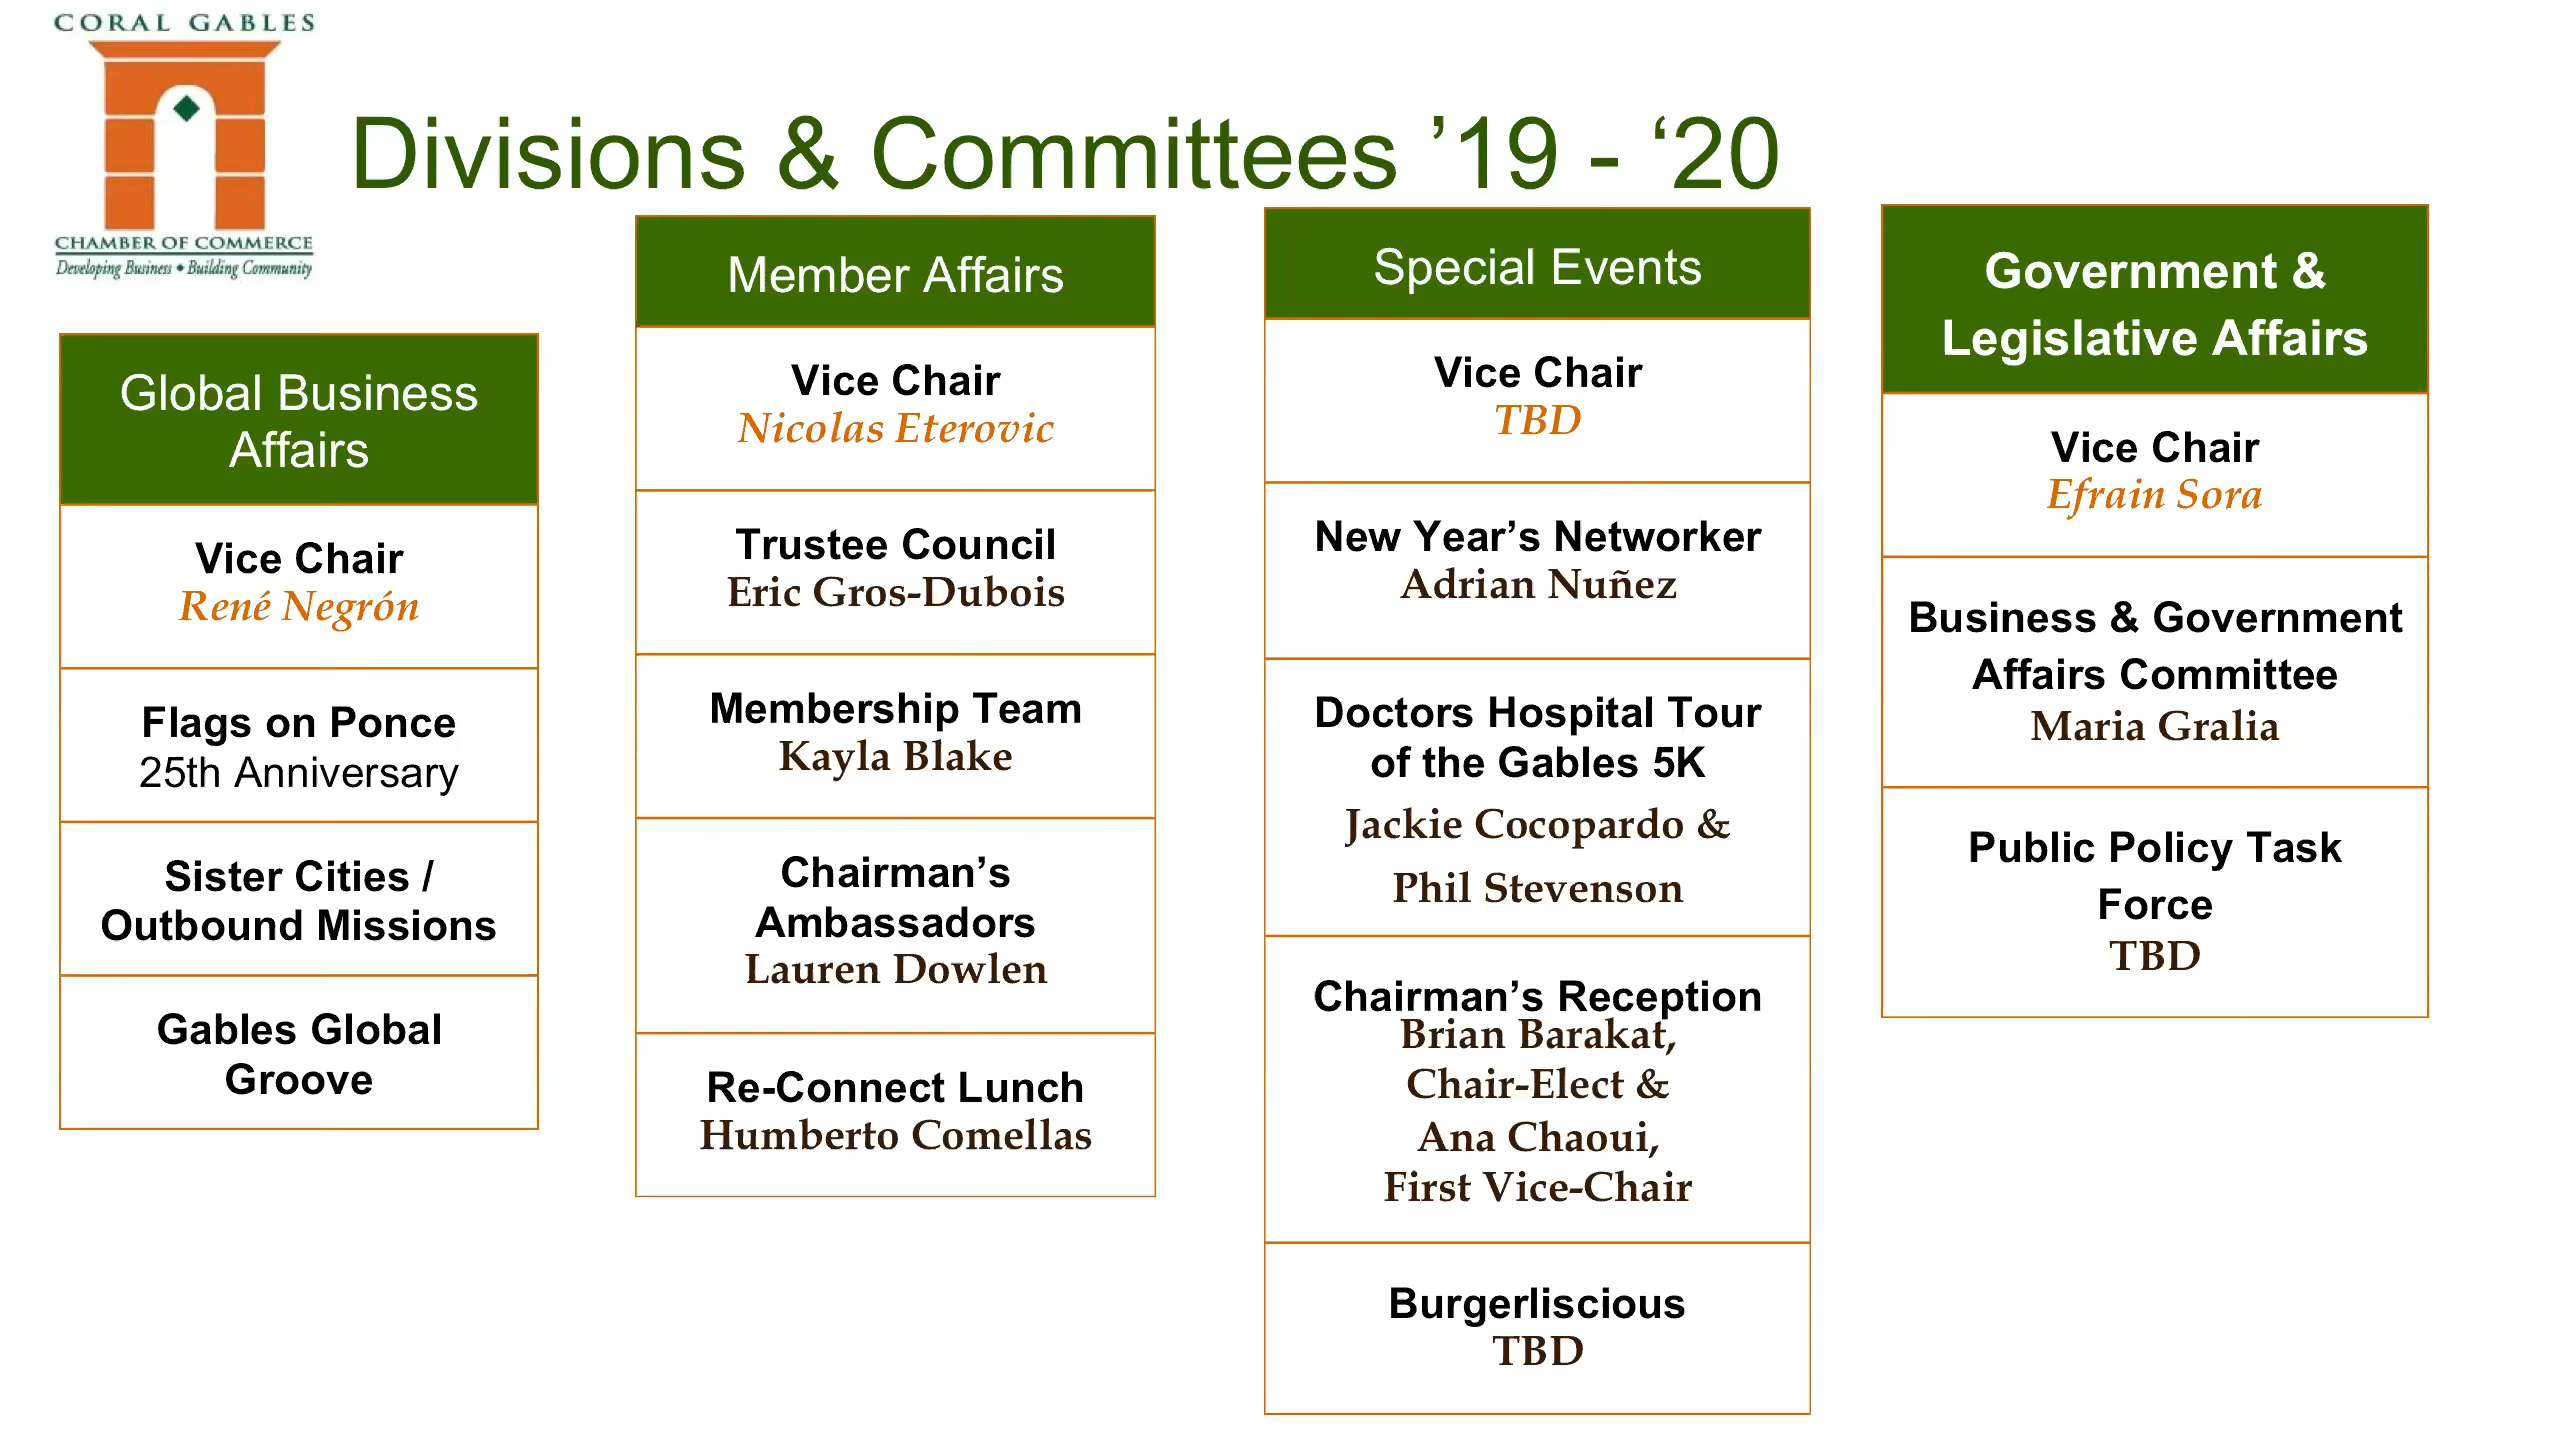 CORAL GABLES
CHAMBER OF COMMERCE
Developing Business ♦ Building Community
Divisions & Committees ’19 - ‘20
Global Business
Affairs
Vice Chair
René Negrón
Flags on Ponce
25th Anniversary
Sister Cities /
Outbound Missions
Gables Global
Groove
Member Affairs
Vice Chair
Nicolas Eterovic
Trustee Council
Eric Gros-Dubois
Membership Team
Kayla Blake
Chairman’s
Ambassadors
Lauren Dowlen
Re-Connect Lunch
Humberto Comellas
Special Events
Vice Chair
TBD
New Year’s Networker
Adrian Nuñez
Doctors Hospital Tour
of the Gables 5K
Jackie Cocopardo &
Phil Stevenson
Chairman’s Reception
Brian Barakat,
Chair-Elect &
Ana Chaoui,
First Vice-Chair
Burgerliscious
TBD
Government &
Legislative Affairs
Vice Chair
Efrain Sora
Business & Government
Affairs Committee
Maria Gralia
Public Policy Task
Force
TBD